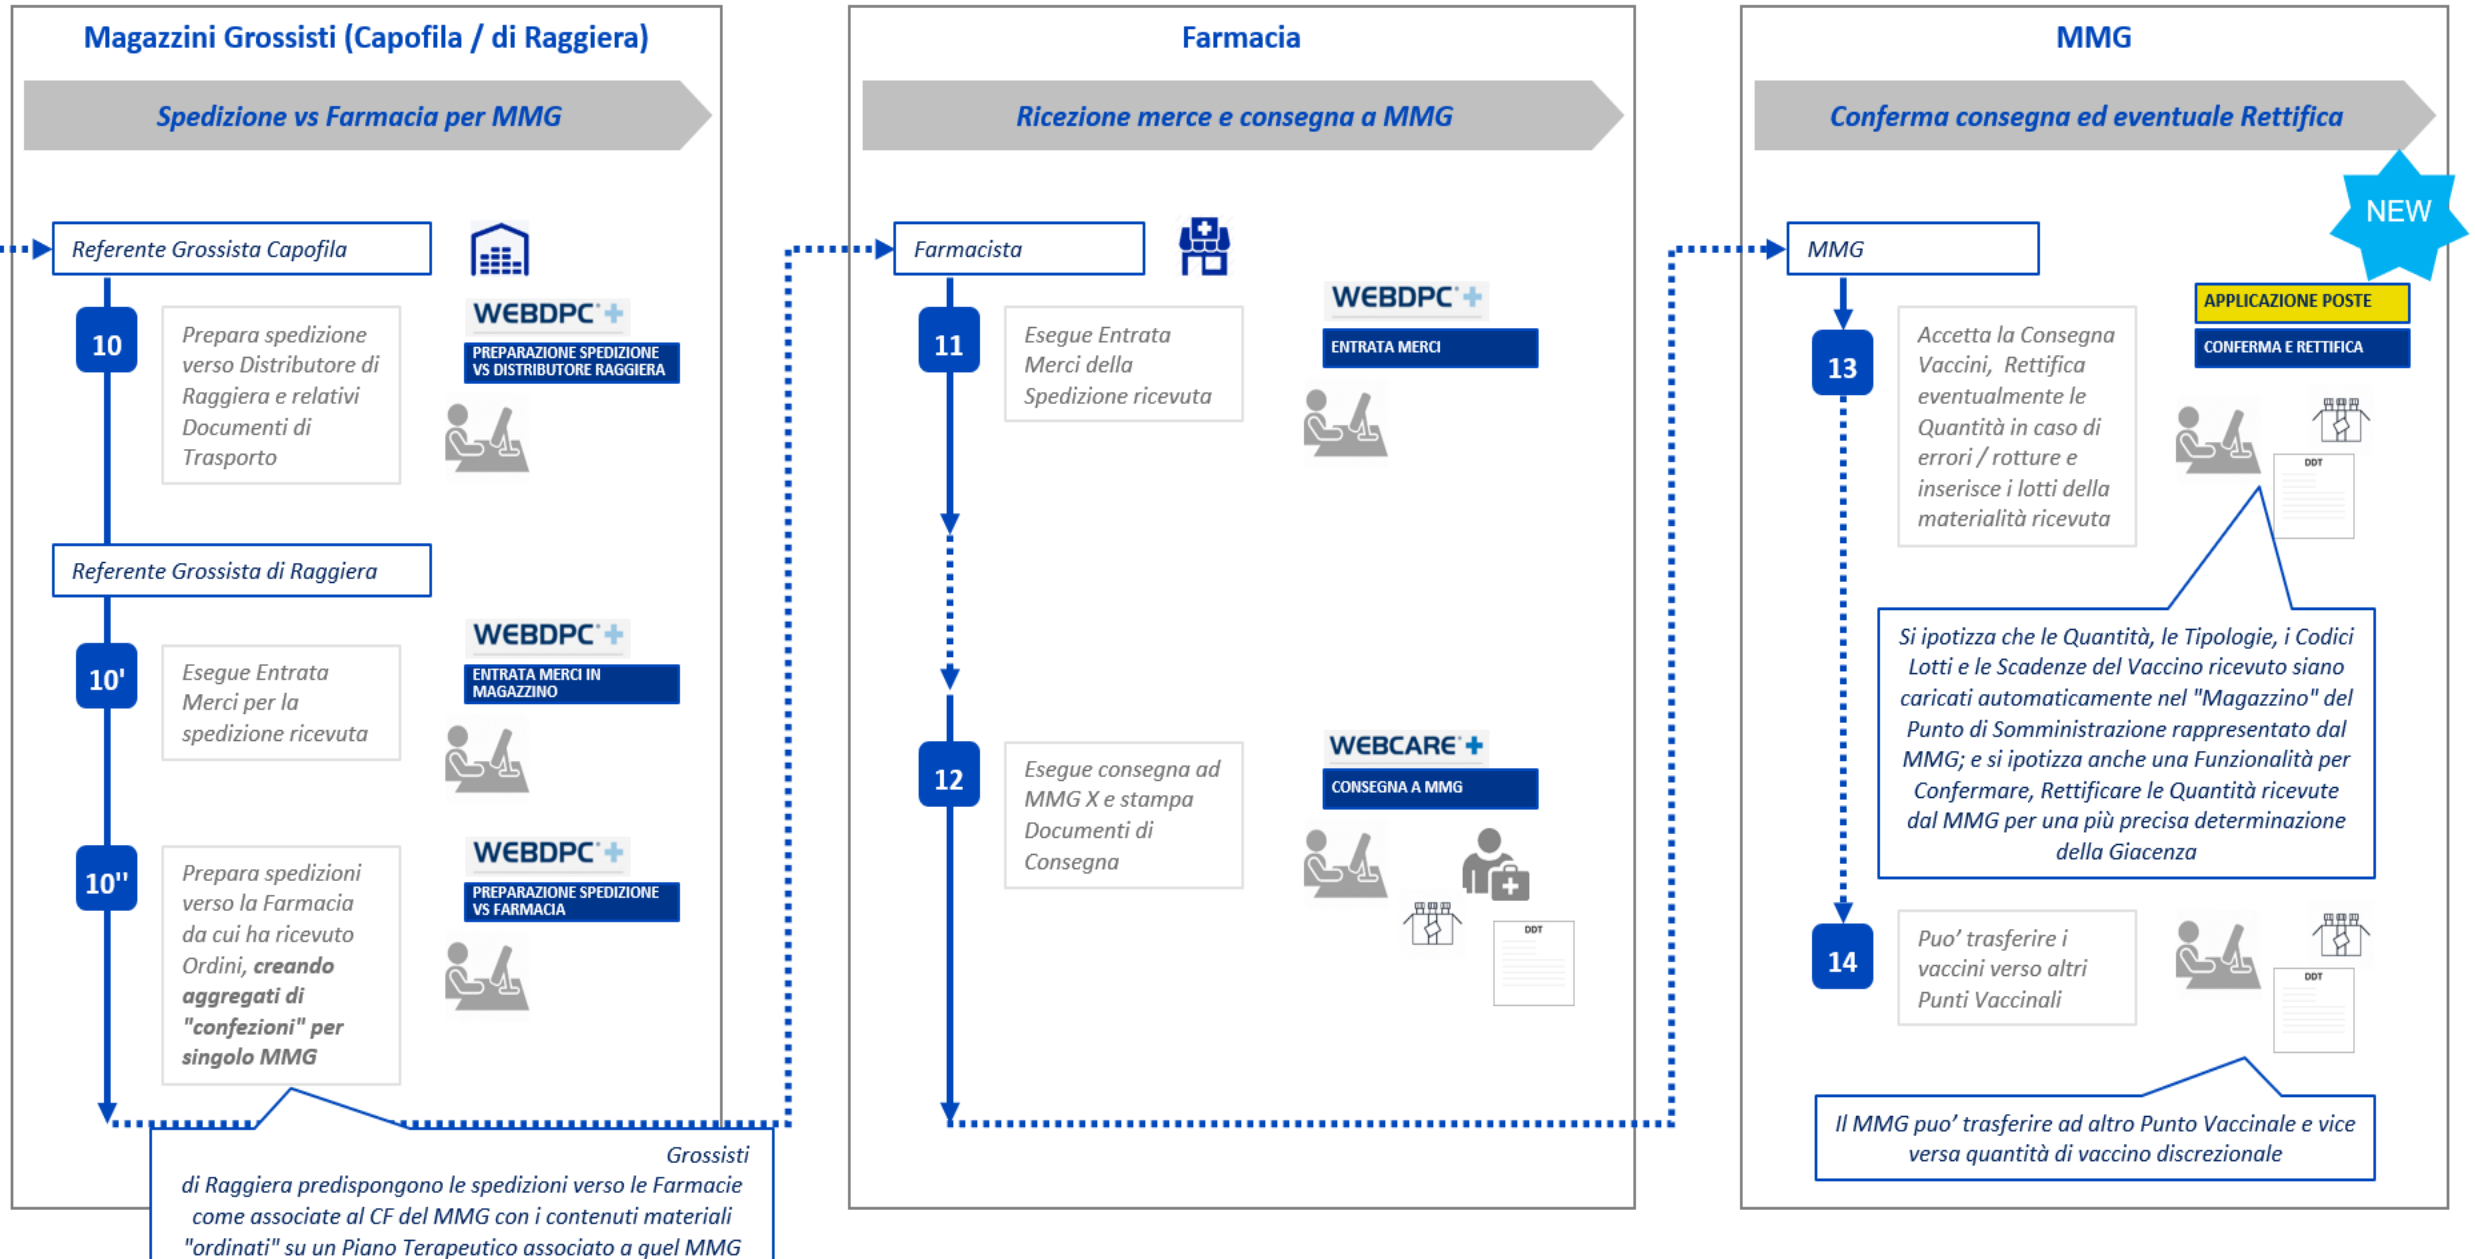 Magazzini Grossisti (Capofila / di Raggiera)
Spedizione vs Farmacia per MMG
Referente Grossista Capofila
10
Prepara spedizione
verso Distributore di
Raggiera e relativi
Documenti di
Trasporto
WEBDPC+
PREPARAZIONE SPEDIZIONE
VS DISTRIBUTORE RAGGIERA
Referente Grossista di Raggiera
10'
Esegue Entrata
Merci per la
spedizione ricevuta
WEBDPC+
ENTRATA MERCI IN
MAGAZZINO
10''
Prepara spedizioni
verso la Farmacia
da cui ha ricevuto
Ordini, creando
aggregati di
"confezioni" per
singolo MMG
WEBDPC+
PREPARAZIONE SPEDIZIONE
VS FARMACIA
Grossisti
di Raggiera predispongono le spedizioni verso le Farmacie
come associate al CF del MMG con i contenuti materiali
"ordinati" su un Piano Terapeutico associato a quel MMG
Farmacia
Ricezione merce e consegna a MMG
Farmacista
11
Esegue Entrata
Merci della
Spedizione ricevuta
WEBDPC+
ENTRATA MERCI
12
Esegue consegna ad
MMG X e stampa
Documenti di
Consegna
WEBCARE+
CONSEGNA A MMG
DDT
MMG
Conferma consegna ed eventuale Rettifica
NEW
MMG
13
Accetta la Consegna
Vaccini, Rettifica
eventualmente le
Quantità in caso di
errori / rotture e
inserisce i lotti della
materialità ricevuta
APPLICAZIONE POSTE
CONFERMA E RETTIFICA
DDT
Si ipotizza che le Quantità, le Tipologie, i Codici
Lotti e le Scadenze del Vaccino ricevuto siano
caricati automaticamente nel "Magazzino" del
Punto di Somministrazione rappresentato dal
MMG; e si ipotizza anche una Funzionalità per
Confermare, Rettificare le Quantità ricevute
dal MMG per una più precisa determinazione
della Giacenza
14
Puo' trasferire i
vaccini verso altri
Punti Vaccinali
DDT
Il MMG puo' trasferire ad altro Punto Vaccinale e vice
versa quantità di vaccino discrezionale